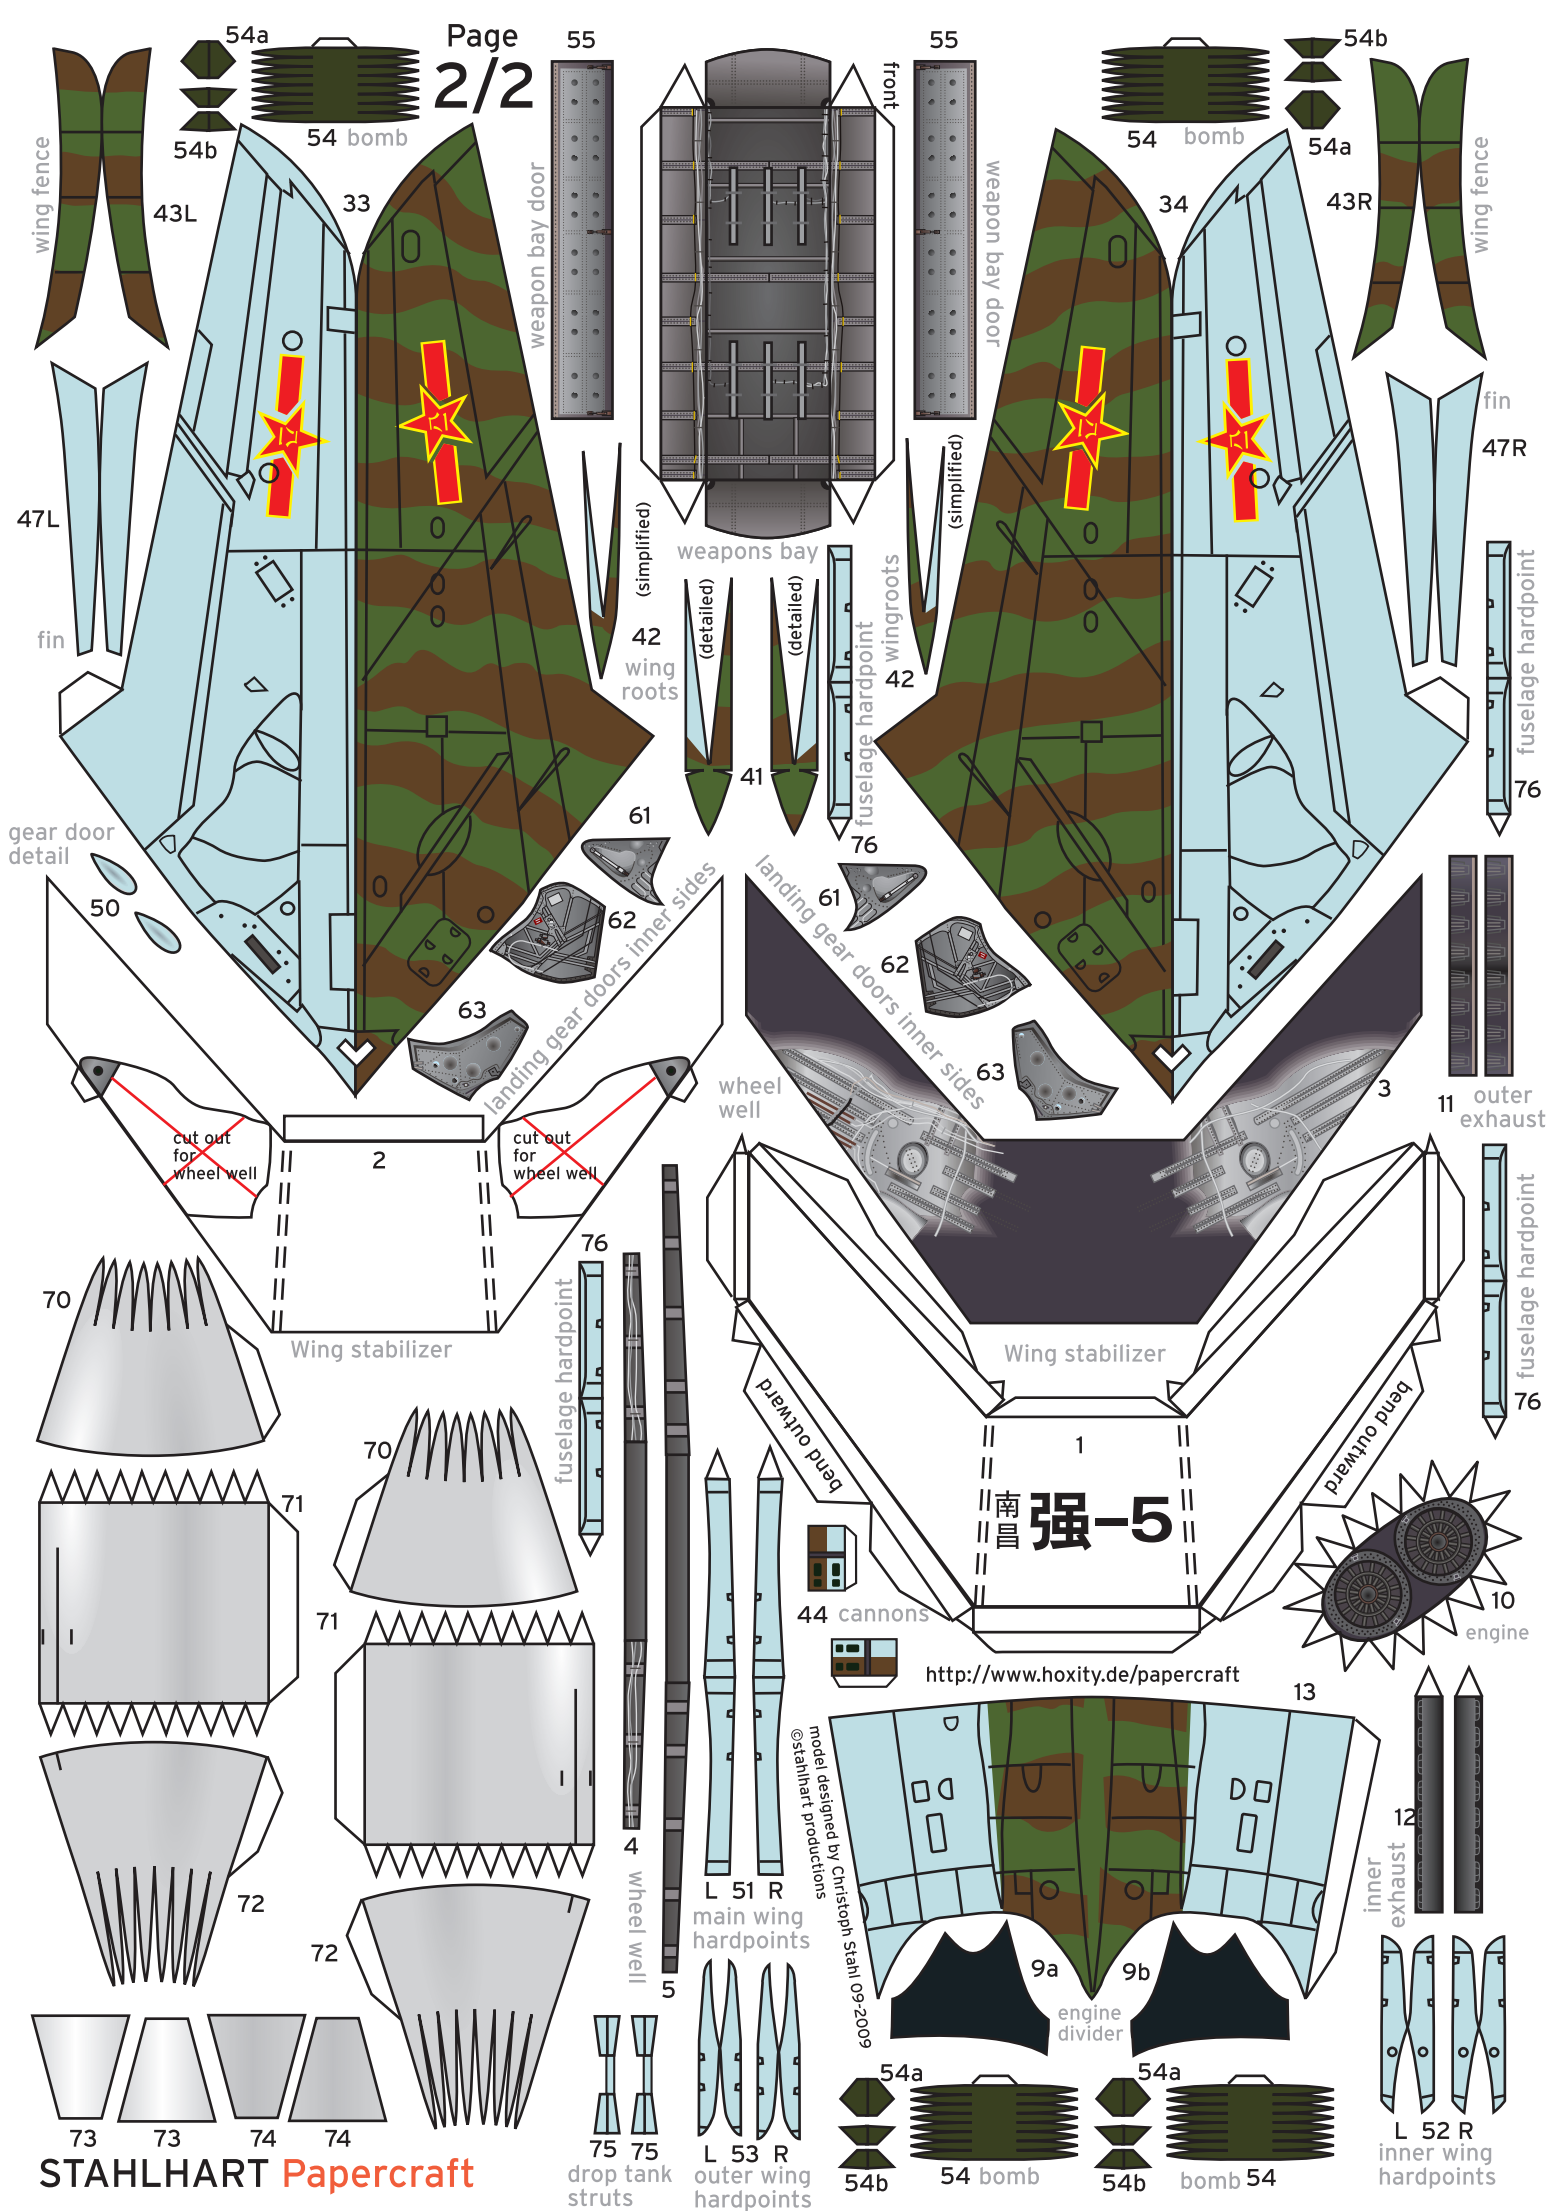 54a
Page
2/2
55
55
54b
54b
54 bomb
front
54 bomb
54a
wing fence
43L
33
weapon bay door
weapon bay door
34
43R
wing fence
fin
47R
47L
fin
(simplified)
42
wing
roots
weapons bay
(detailed)
(detailed)
41
fuselage hardpoint
76
wingroots
42
(simplified)
fuselage hardpoint
76
gear door
detail
50
61
62
63
landing gear doors inner sides
61
62
63
landing gear doors inner sides
wheel
well
3
11
outer
exhaust
cut out
for
wheel well
2
cut out
for
wheel well
Wing stabilizer
76
fuselage hardpoint
Wing stabilizer
fuselage hardpoint
76
70
70
71
71
bend outward
bend outward
1
南昌
强–5
44 cannons
10
engine
http://www.hoxity.de/papercraft
13
model designed by Christoph Stahl 09-2009
©stahlhart productions
4
wheel well
5
L 51 R
main wing
hardpoints
12
inner
exhaust
72
72
9a
9b
engine
divider
73
73
74
74
75
75
drop tank
struts
L 53 R
outer wing
hardpoints
54a
54b
54 bomb
54a
54b
bomb 54
L 52 R
inner wing
hardpoints
STAHLHART Papercraft